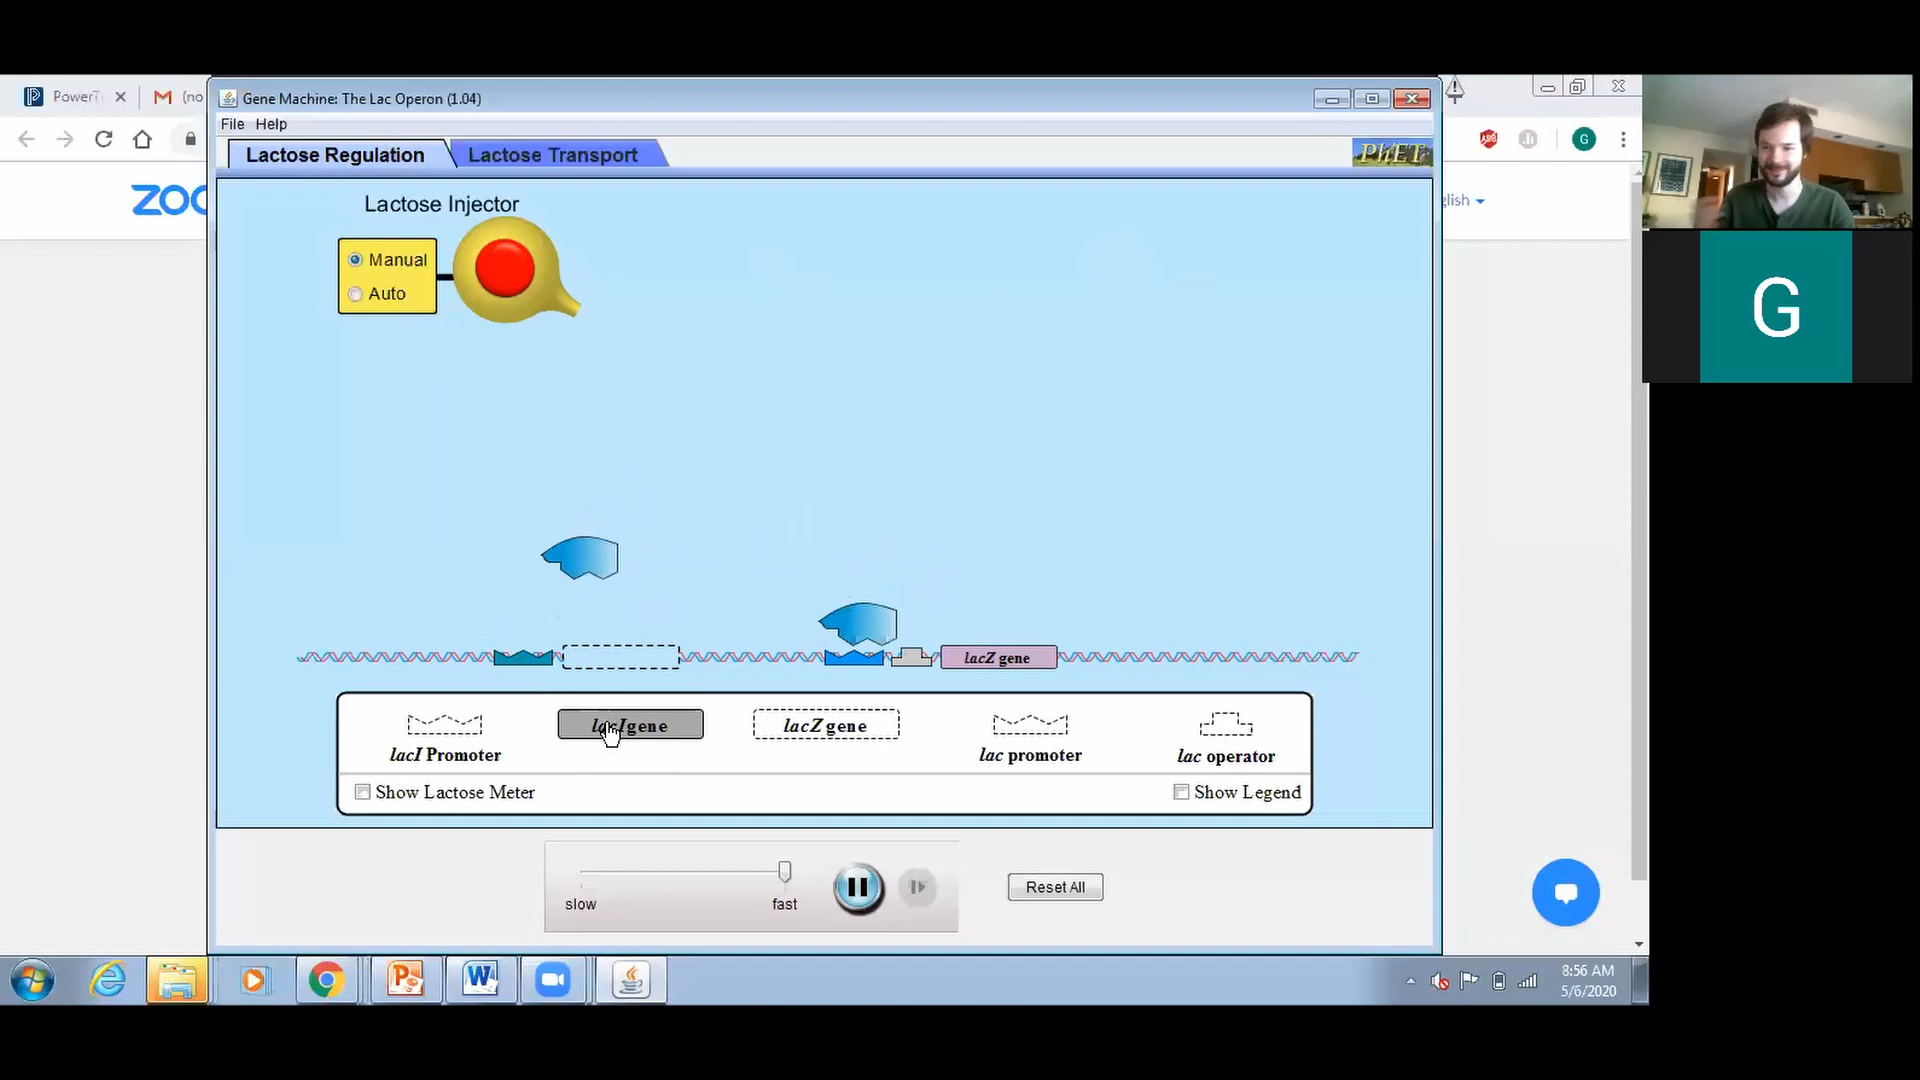 PowerT
(no
Gene Machine: The Lac Operon (1.04)
File Help
Lactose Regulation
Lactose Transport
PhET
ZOO
glish
Lactose Injector
Manual
Auto
G
G
lacZ gene
lacI gene
lacZ gene
lacI Promoter
lac promoter
lac operator
Show Lactose Meter
Show Legend
slow
fast
Reset All
8:56 AM
5/6/2020